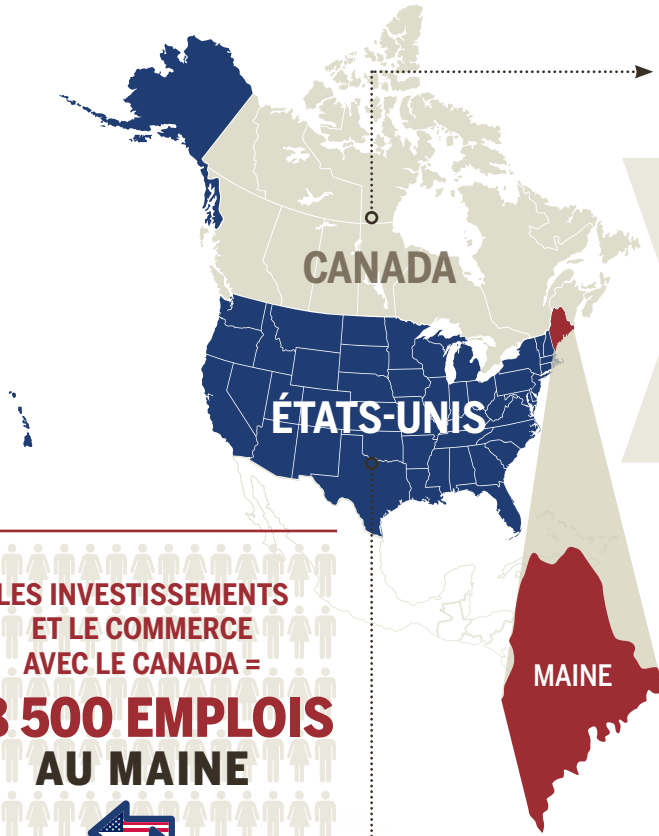 CANADA
ÉTATS-UNIS
MAINE
LES INVESTISSEMENTS
ET LE COMMERCE
AVEC LE CANADA =
500 EMPLOIS
AU MAINE